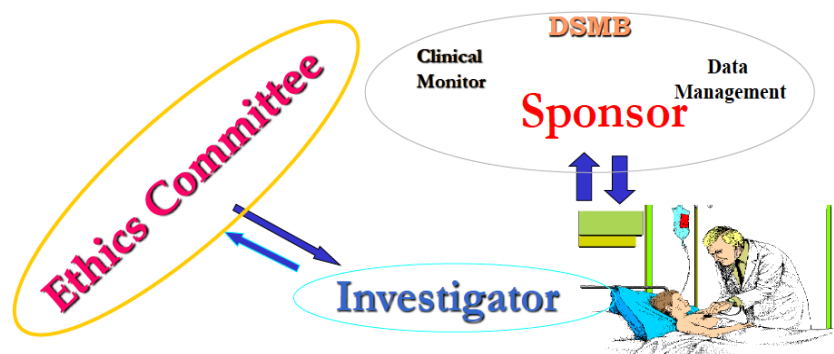 DSMB
Clinical
Monitor
Data
Management
Sponsor
Ethics Committee
Investigator